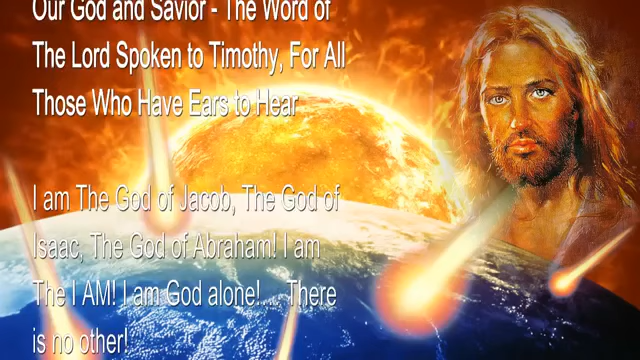 Our God and Savior - The Word of
The Lord Spoken to Timothy, For All
Those Who Have Ears to Hear
I am The God of Jacob, The God of
Isaac, The God of Abraham! I am
The I AM! I am God alone!... There
is no other!